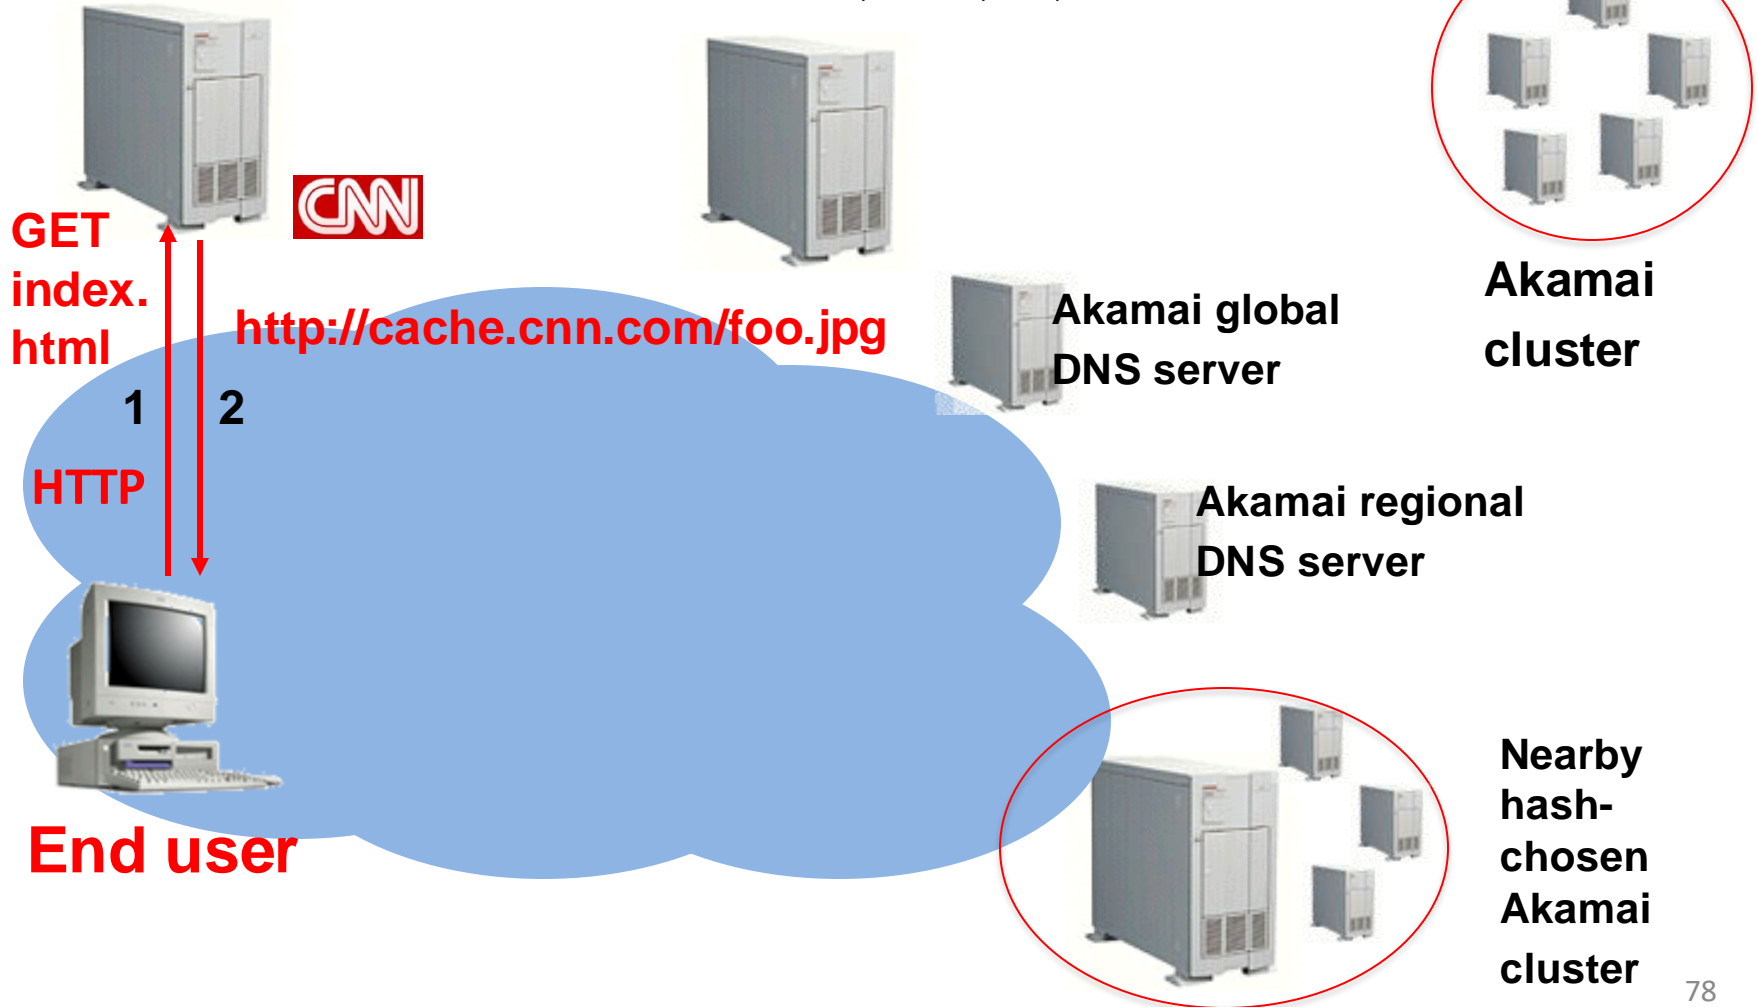 CNN
GET
index.
html
http://cache.cnn.com/foo.jpg
1
2
HTTP
End user
Akamai global
DNS server
Akamai
cluster
Akamai regional
DNS server
Nearby
hash-
chosen
Akamai
cluster
78